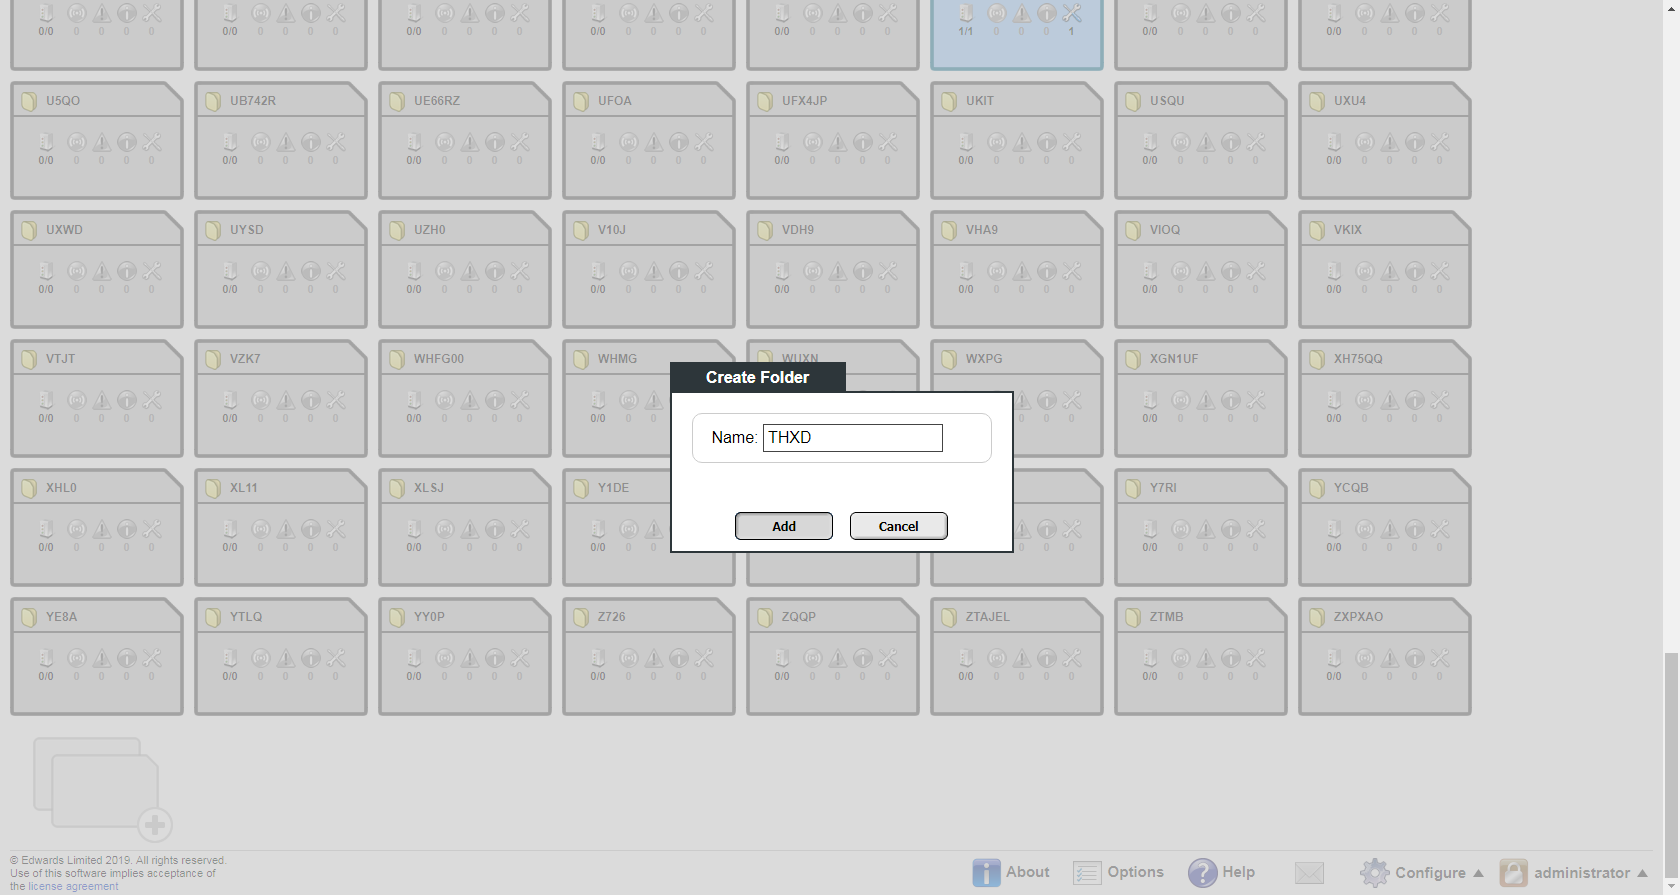 0/0 0 0 0 0 0/0 0 0 0 0 0/0 0 0 0 0 0/0 0 0 0 0 0/0 0 0 0 0 1/1 0 0 0 1 0/0 0 0 0 0 0/0 0 0 0 0
U5QO UB742R UE66RZ UFOA UFX4JP UKIT USQU UXU4
0/0 0 0 0 0 0/0 0 0 0 0 0/0 0 0 0 0 0/0 0 0 0 0 0/0 0 0 0 0 0/0 0 0 0 0 0/0 0 0 0 0 0/0 0 0 0 0
UXWD UYSD UZH0 V10J VDH9 VHA9 VIOQ VKIX
0/0 0 0 0 0 0/0 0 0 0 0 0/0 0 0 0 0 0/0 0 0 0 0 0/0 0 0 0 0 0/0 0 0 0 0 0/0 0 0 0 0 0/0 0 0 0 0
VTJT VZK7 WHFG00 WHMG WUXN WXPG XGN1UF XH75QQ
Create Folder
0/0 0 0 0 0 0/0 0 0 0 0 0/0 0 0 0 0 0/0 0 0 0 0 0 0/0 0 0 0 0 0/0 0 0 0 0
Name: THXD
XHL0 XL11 XLSJ Y1DE Y7RI YCQB
Add Cancel
0/0 0 0 0 0 0/0 0 0 0 0 0/0 0 0 0 0 0/0 0 0 0 0 0 0/0 0 0 0 0 0/0 0 0 0 0
YE8A YTLQ YY0P Z726 ZQQP ZTAJEL ZTMB ZXPXAO
0/0 0 0 0 0 0/0 0 0 0 0 0/0 0 0 0 0 0/0 0 0 0 0 0/0 0 0 0 0 0/0 0 0 0 0 0/0 0 0 0 0 0/0 0 0 0 0
© Edwards Limited 2019. All rights reserved.
Use of this software implies acceptance of
the license agreement
About Options Help Configure administrator